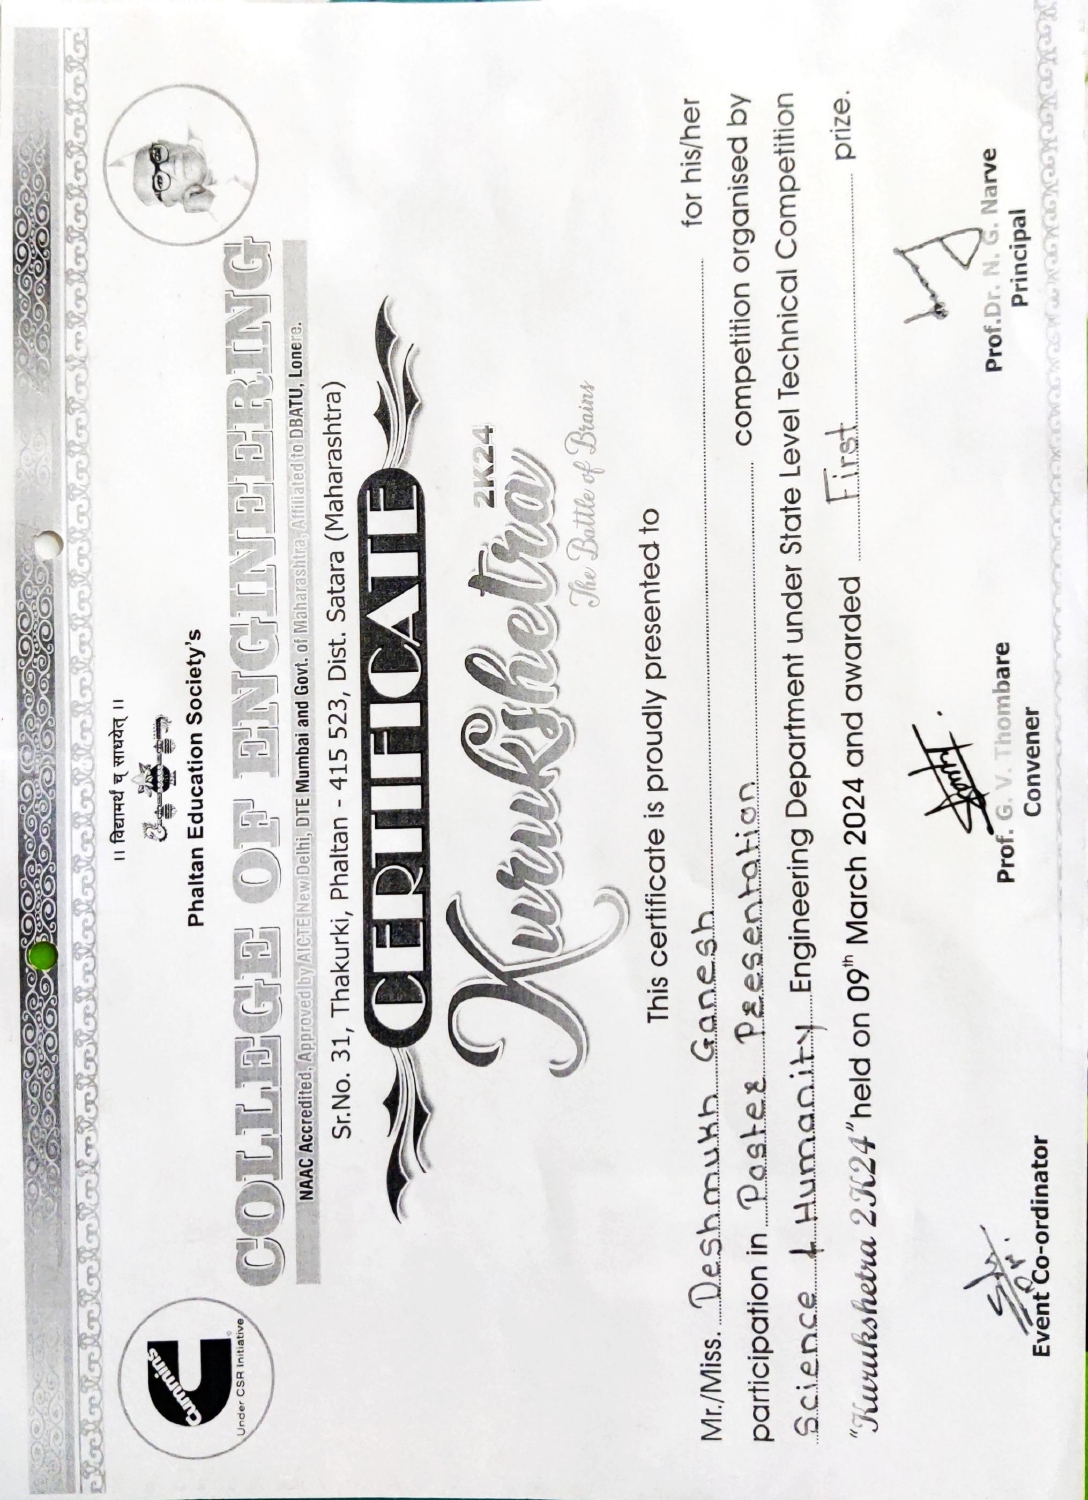 ।। विद्यामर्थं च साधयेत् ।।
Phaltan Education Society's
COLLEGE OF ENGINEERING
NAAC Accredited, Approved by AICTE New Delhi, DTE Mumbai and Govt. of Maharashtra, Affiliated to DBATU, Lonere.
Sr.No. 31, Thakurki, Phaltan - 415 523, Dist. Satara (Maharashtra)
Cummins
Under CSR Initiative
CERTIFICATE
Kurukshetra 2K24
The Battle of Brains
This certificate is proudly presented to
Mr./Miss. Deshmukh Ganesh for his/her
participation in Poster Presentation competition organised by
Science & Humanity Engineering Department under State Level Technical Competition
"Kurukshetra 2K24" held on 09th March 2024 and awarded First prize.
Event Co-ordinator
Prof. G. V. Thombare
Convener
Prof.Dr. N. G. Narve
Principal